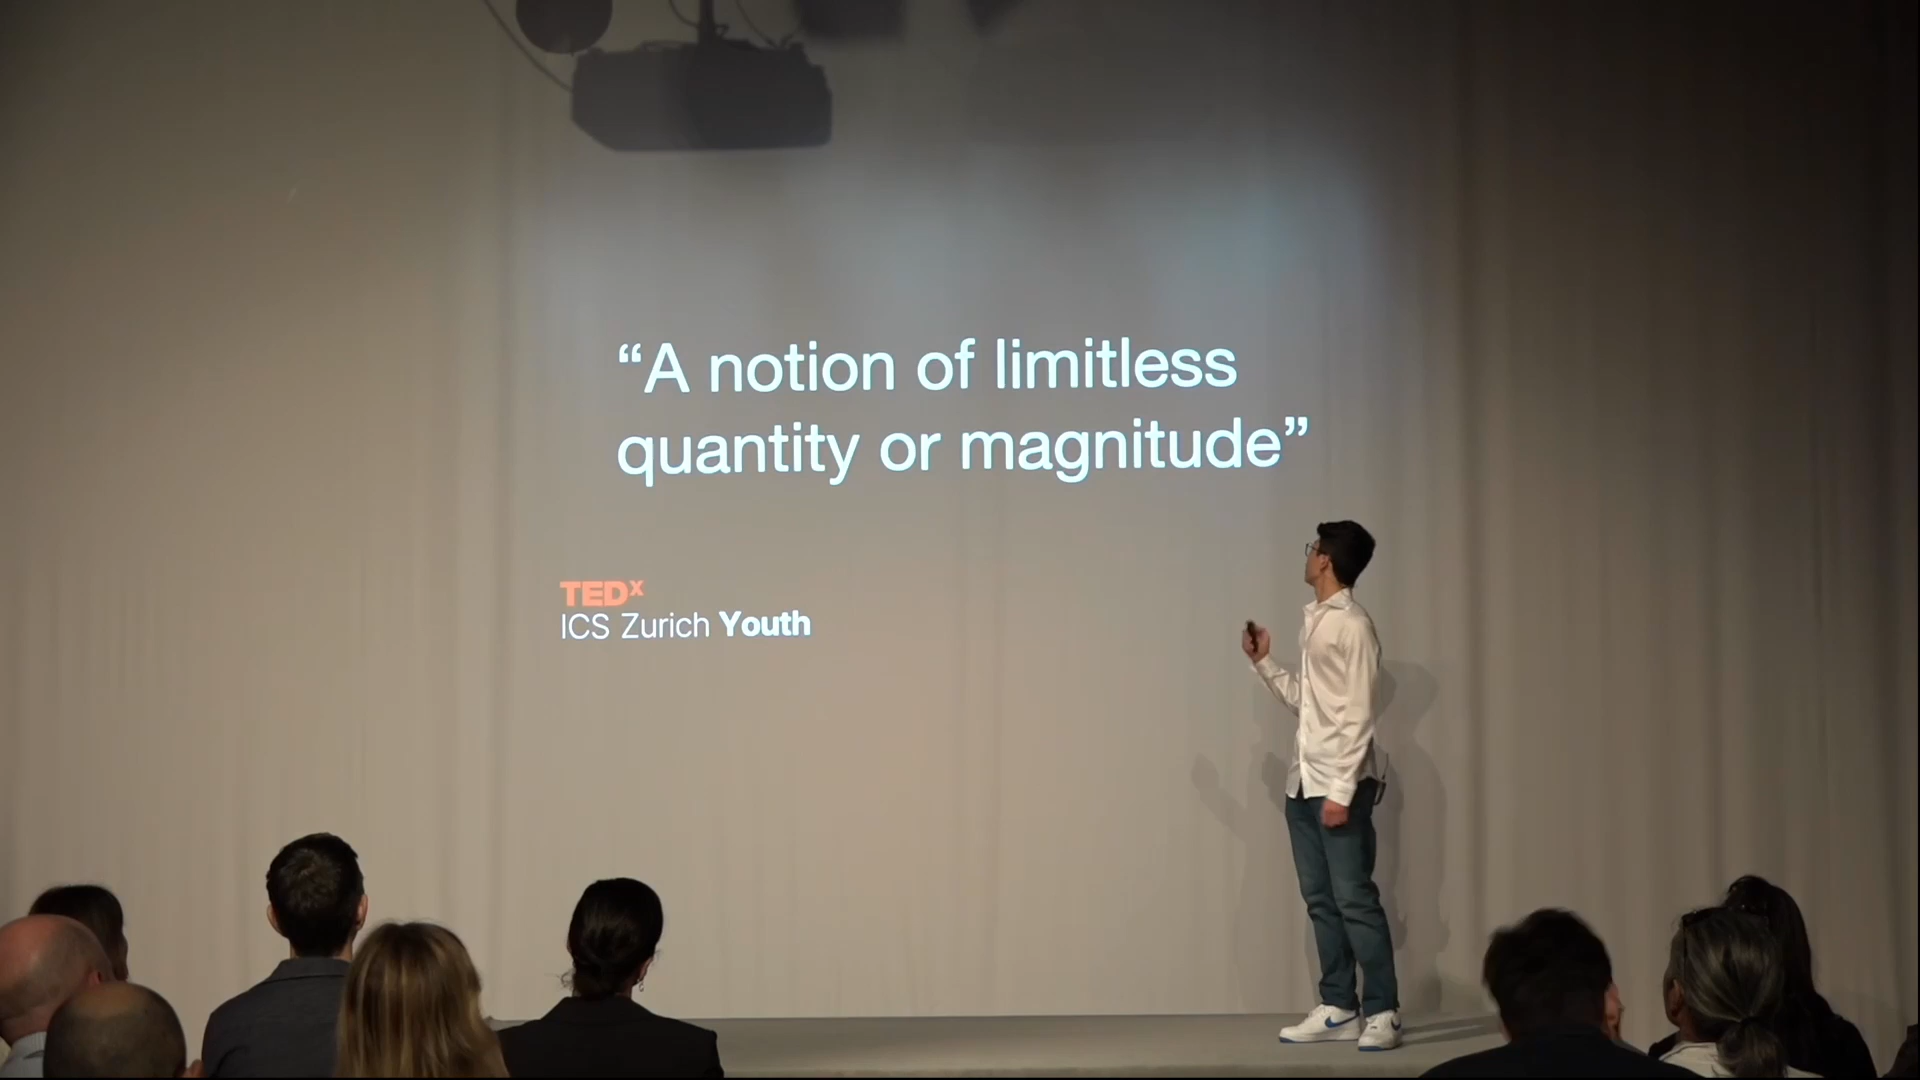 “A notion of limitless
quantity or magnitude”
TEDx
ICS Zurich Youth